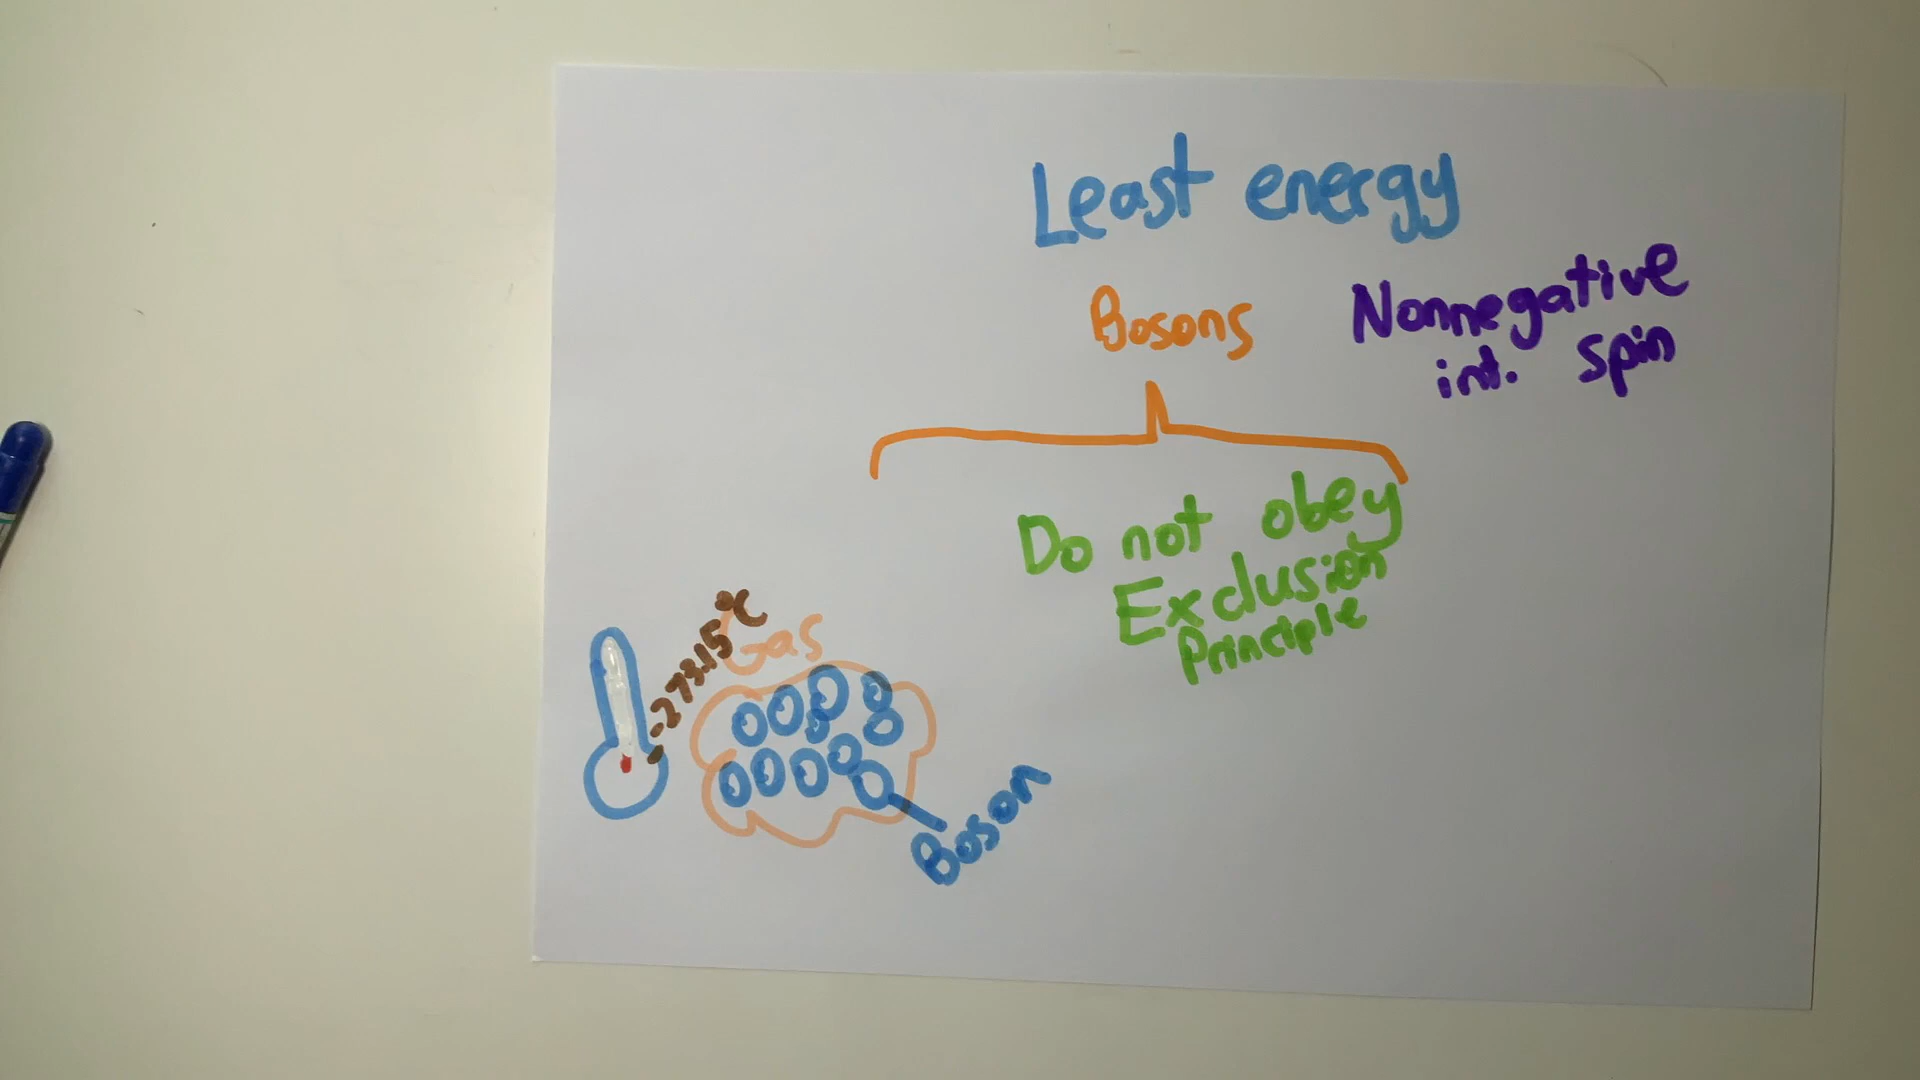 Least energy
Bosons
Nonnegative
int. spin
Do not obey
Exclusion
Principle
-273.15°C
Gas
Boson